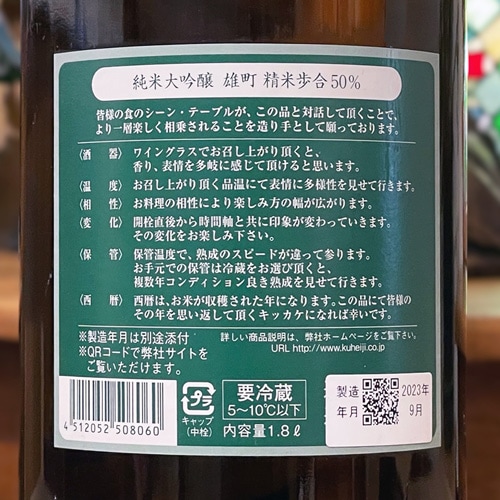 純米大吟醸 雄町 精米歩合50%
皆様の食のシーン・テーブルが、この品と対話して頂くことで、
より一層楽しく相乗されることを造り手として願っております。
〈酒 器〉 ワイングラスでお召し上がり頂くと、
香り、表情を多岐に感じて頂けると思います。
〈温 度〉 お召し上がり頂く品温にて表情に多様性を見せて行きます。
〈相 性〉 お料理の相性により楽しみ方の幅が広がります。
〈変 化〉 開栓直後から時間軸と共に印象が変わっていきます。
その変化をお楽しみ下さい。
〈保 管〉 保管温度で、熟成のスピードが違って参ります。
お手元での保管は冷蔵をお選び頂くと、
複数年コンディション良き熟成を見せて行きます。
〈西 暦〉 西暦は、お米が収穫された年になります。この品にて皆様の
その年を思い返して頂くキッカケになれば幸いです。
※製造年月は別途添付
※QRコードで弊社サイトを
ご覧いただけます。
詳しい商品説明は、弊社ホームページをご覧下さい。
URL http://www.kuheiji.co.jp
4 512052 508060
プラ
キャップ
(中栓)
要冷蔵
5〜10℃以下
内容量1.8ℓ
製造
年月
2023年
9月